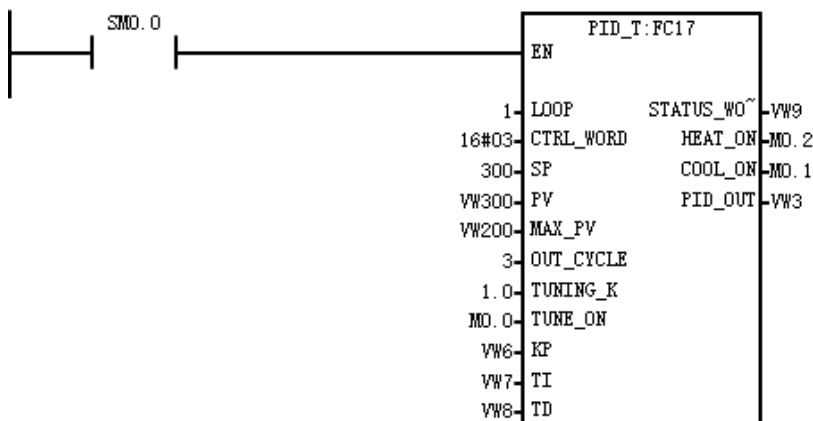 SM0.0
PID_T:FC17
EN
1 LOOP STATUS_WO~ VW9
16#03 CTRL_WORD HEAT_ON M0.2
300 SP COOL_ON M0.1
VW300 PV PID_OUT VW3
VW200 MAX_PV
3 OUT_CYCLE
1.0 TUNING_K
M0.0 TUNE_ON
VW6 KP
VW7 TI
VW8 TD